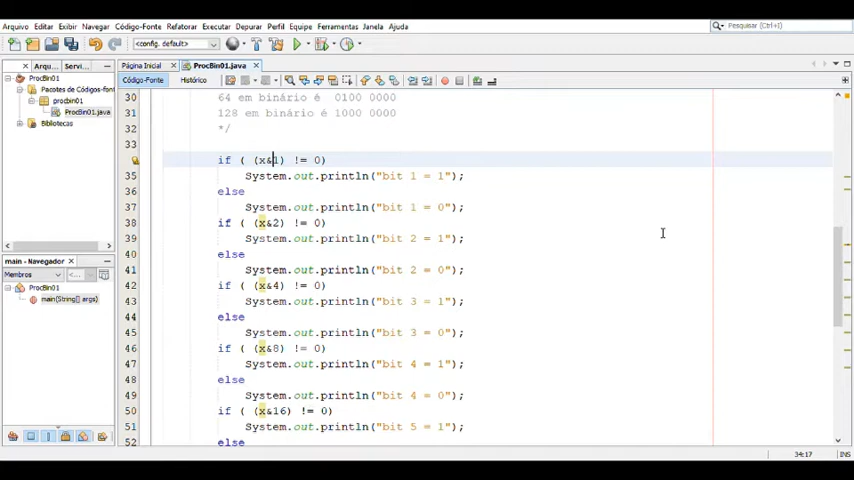 Arquivo Editar Exibir Navegar Código-Fonte Refatorar Executar Depurar Perfil Equipe Ferramentas Janela Ajuda
Pesquisar (Ctrl+I)
<config. default>
Arqu... Servi...
Página Inicial ProcBin01.java
ProcBin01
Código-Fonte Histórico
Pacotes de Códigos-font
procbin01
ProcBin01.java
Bibliotecas
30 64 em binário é 0100 0000
31 128 em binário é 1000 0000
32 */
33
if ( (x&1) != 0)
35 System.out.println("bit 1 = 1");
36 else
37 System.out.println("bit 1 = 0");
38 if ( (x&2) != 0)
39 System.out.println("bit 2 = 1");
40 else
41 System.out.println("bit 2 = 0");
42 if ( (x&4) != 0)
43 System.out.println("bit 3 = 1");
44 else
45 System.out.println("bit 3 = 0");
46 if ( (x&8) != 0)
47 System.out.println("bit 4 = 1");
48 else
49 System.out.println("bit 4 = 0");
50 if ( (x&16) != 0)
51 System.out.println("bit 5 = 1");
52 else
main - Navegador
Membros <...
ProcBin01
main(String[] args)
34:17 INS